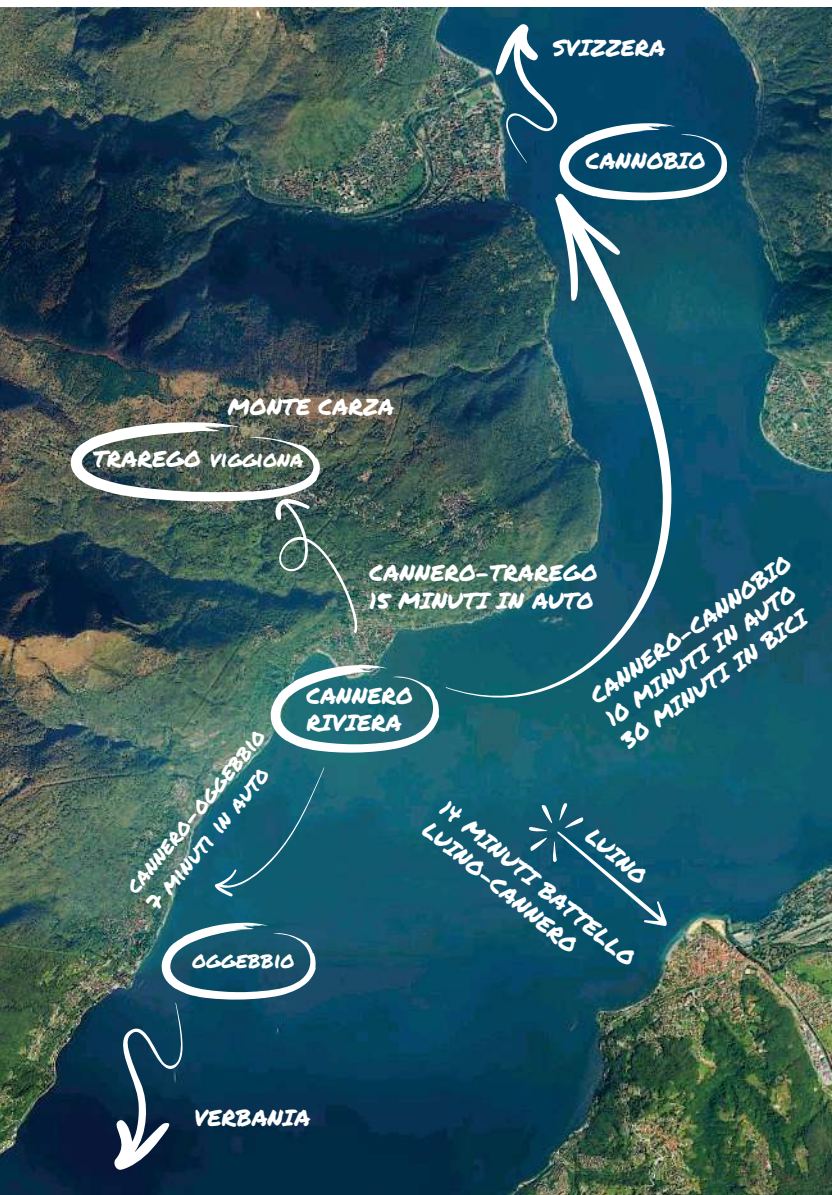 SVIZZERA
CANNOBIO
MONTE CARZA
TRAREGO VIGGIONA
CANNERO-TRAREGO
15 MINUTI IN AUTO
CANNERO-CANNOBIO
10 MINUTI IN AUTO
30 MINUTI IN BICI
CANNERO
RIVIERA
CANNERO-OGGEBBIO
7 MINUTI IN AUTO
LUINO
14 MINUTI BATTELLO
LUINO-CANNERO
OGGEBBIO
VERBANIA